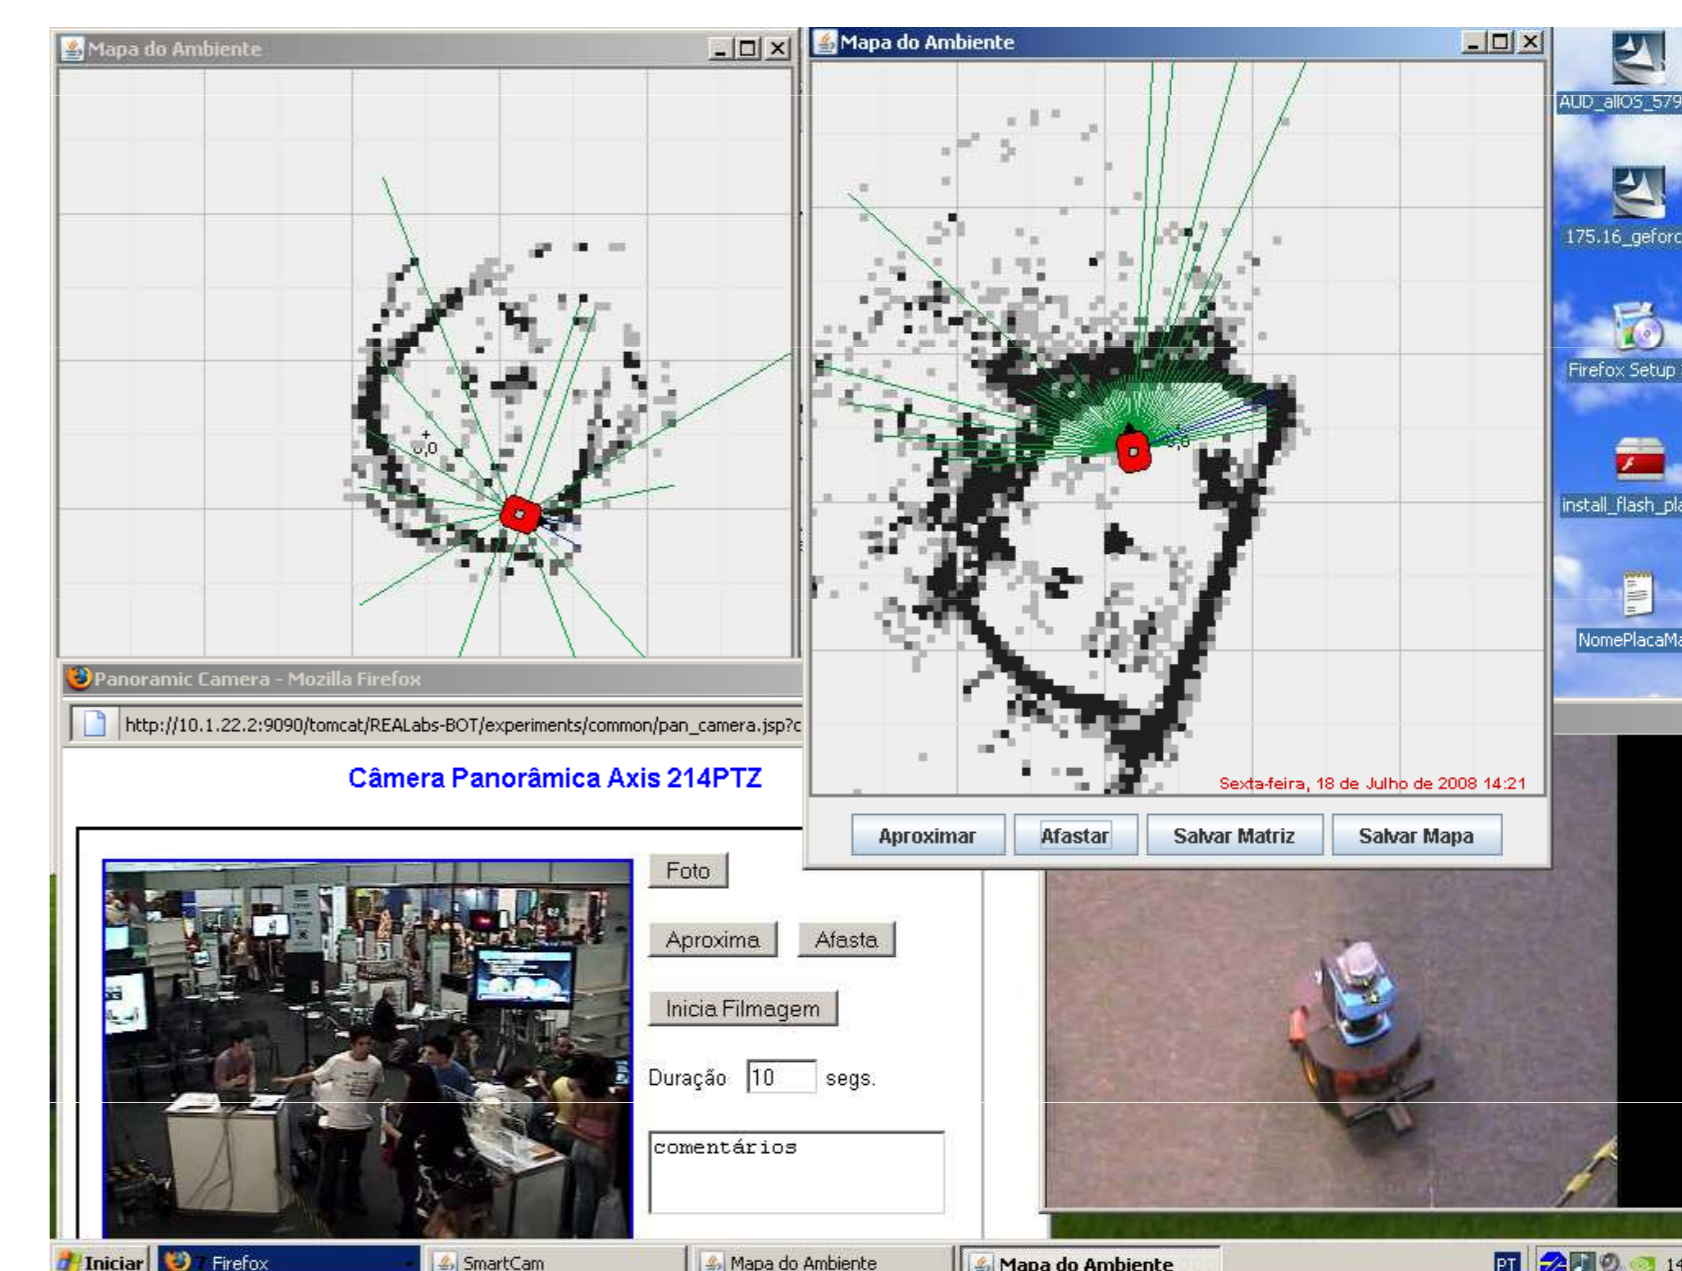 Mapa do Ambiente
Mapa do Ambiente
AUD_allOS_579
175.16_geforc
Firefox Setup
install_flash_pla
NomePlacaMa
0,0
Sexta-feira, 18 de Julho de 2008 14:21
Aproximar
Afastar
Salvar Matriz
Salvar Mapa
Panoramic Camera - Mozilla Firefox
http://10.1.22.2:9090/tomcat/REALabs-BOT/experiments/common/pan_camera.jsp?c
Câmera Panorâmica Axis 214PTZ
Foto
Aproxima
Afasta
Inicia Filmagem
Duração 10 segs.
comentários
Iniciar
7 Firefox
SmartCam
Mapa do Ambiente
Mapa do Ambiente
PT
14